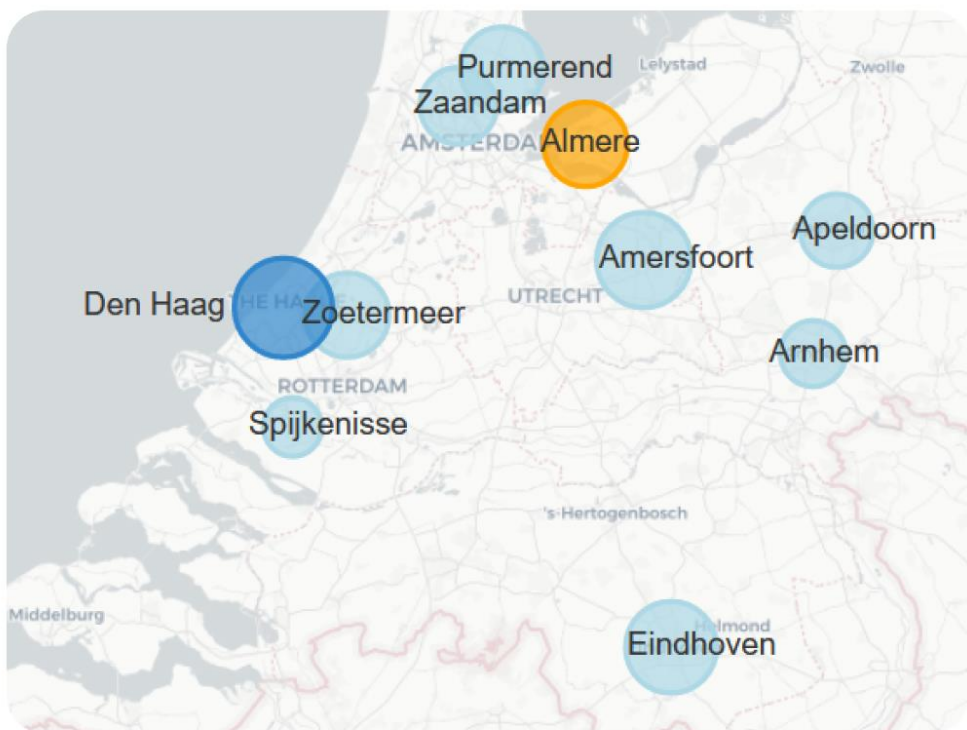 Purmerend
Lelystad
Zwolle
Zaandam
AMSTERDA
Almere
Apeldoorn
Amersfoort
UTRECHT
Den Haag
THE HAGUE
Zoetermeer
Arnhem
ROTTERDAM
Spijkenisse
's-Hertogenbosch
Middelburg
Helmond
Eindhoven